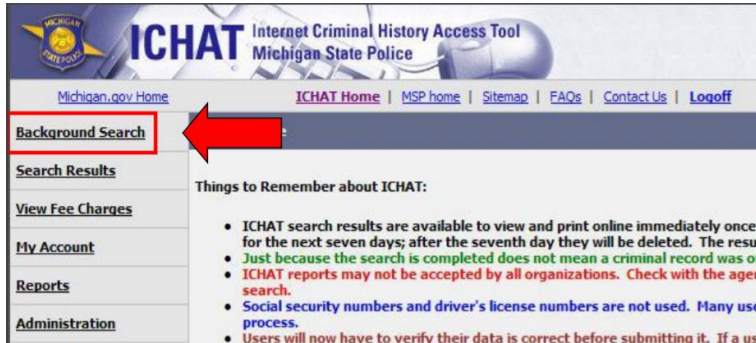 MICHIGAN
STATE POLICE
ICHAT Internet Criminal History Access Tool
Michigan State Police
Michigan.gov Home
ICHAT Home | MSP home | Sitemap | FAQs | Contact Us | Logoff
Background Search
Search Results
Things to Remember about ICHAT:
View Fee Charges
• ICHAT search results are available to view and print online immediately once
for the next seven days; after the seventh day they will be deleted. The
My Account
• Just because the search is completed does not mean a criminal record was
• ICHAT reports may not be accepted by all organizations. Check with the
Reports
search.
• Social security numbers and driver's license numbers are not used. Many
Administration
process.
• Users will now have to verify their data is correct before submitting it. If a